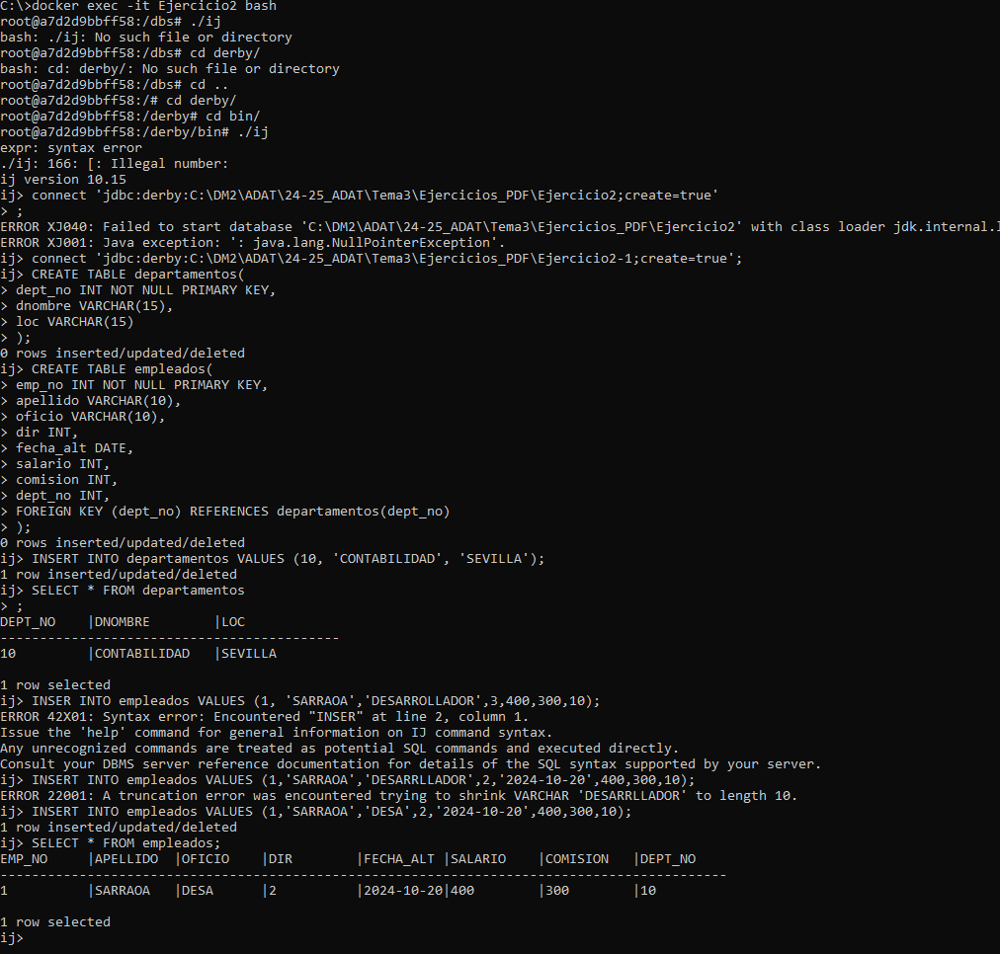 C:\>docker exec -it Ejercicio2 bash
root@a7d2d9bbff58:/dbs# ./ij
bash: ./ij: No such file or directory
root@a7d2d9bbff58:/dbs# cd derby/
bash: cd: derby/: No such file or directory
root@a7d2d9bbff58:/dbs# cd ..
root@a7d2d9bbff58:/# cd derby/
root@a7d2d9bbff58:/derby# cd bin/
root@a7d2d9bbff58:/derby/bin# ./ij
expr: syntax error
./ij: 166: [: Illegal number:
ij version 10.15
ij> connect 'jdbc:derby:C:\DM2\ADAT\24-25_ADAT\Tema3\Ejercicios_PDF\Ejercicio2;create=true'
> ;
ERROR XJ040: Failed to start database 'C:\DM2\ADAT\24-25_ADAT\Tema3\Ejercicios_PDF\Ejercicio2' with class loader jdk.internal.l
ERROR XJ001: Java exception: ': java.lang.NullPointerException'.
ij> connect 'jdbc:derby:C:\DM2\ADAT\24-25_ADAT\Tema3\Ejercicios_PDF\Ejercicio2-1;create=true';
ij> CREATE TABLE departamentos(
> dept_no INT NOT NULL PRIMARY KEY,
> dnombre VARCHAR(15),
> loc VARCHAR(15)
> );
0 rows inserted/updated/deleted
ij> CREATE TABLE empleados(
> emp_no INT NOT NULL PRIMARY KEY,
> apellido VARCHAR(10),
> oficio VARCHAR(10),
> dir INT,
> fecha_alt DATE,
> salario INT,
> comision INT,
> dept_no INT,
> FOREIGN KEY (dept_no) REFERENCES departamentos(dept_no)
> );
0 rows inserted/updated/deleted
ij> INSERT INTO departamentos VALUES (10, 'CONTABILIDAD', 'SEVILLA');
1 row inserted/updated/deleted
ij> SELECT * FROM departamentos
> ;
DEPT_NO    |DNOMBRE        |LOC
-------------------------------------------
10         |CONTABILIDAD   |SEVILLA
1 row selected
ij> INSER INTO empleados VALUES (1, 'SARRAOA','DESARROLLADOR',3,400,300,10);
ERROR 42X01: Syntax error: Encountered "INSER" at line 2, column 1.
Issue the 'help' command for general information on IJ command syntax.
Any unrecognized commands are treated as potential SQL commands and executed directly.
Consult your DBMS server reference documentation for details of the SQL syntax supported by your server.
ij> INSERT INTO empleados VALUES (1,'SARRAOA','DESARRLLADOR',2,'2024-10-20',400,300,10);
ERROR 22001: A truncation error was encountered trying to shrink VARCHAR 'DESARRLLADOR' to length 10.
ij> INSERT INTO empleados VALUES (1,'SARRAOA','DESA',2,'2024-10-20',400,300,10);
1 row inserted/updated/deleted
ij> SELECT * FROM empleados;
EMP_NO     |APELLIDO  |OFICIO    |DIR        |FECHA_ALT |SALARIO    |COMISION   |DEPT_NO
--------------------------------------------------------------------------------------------
1          |SARRAOA   |DESA      |2          |2024-10-20|400        |300        |10
1 row selected
ij>